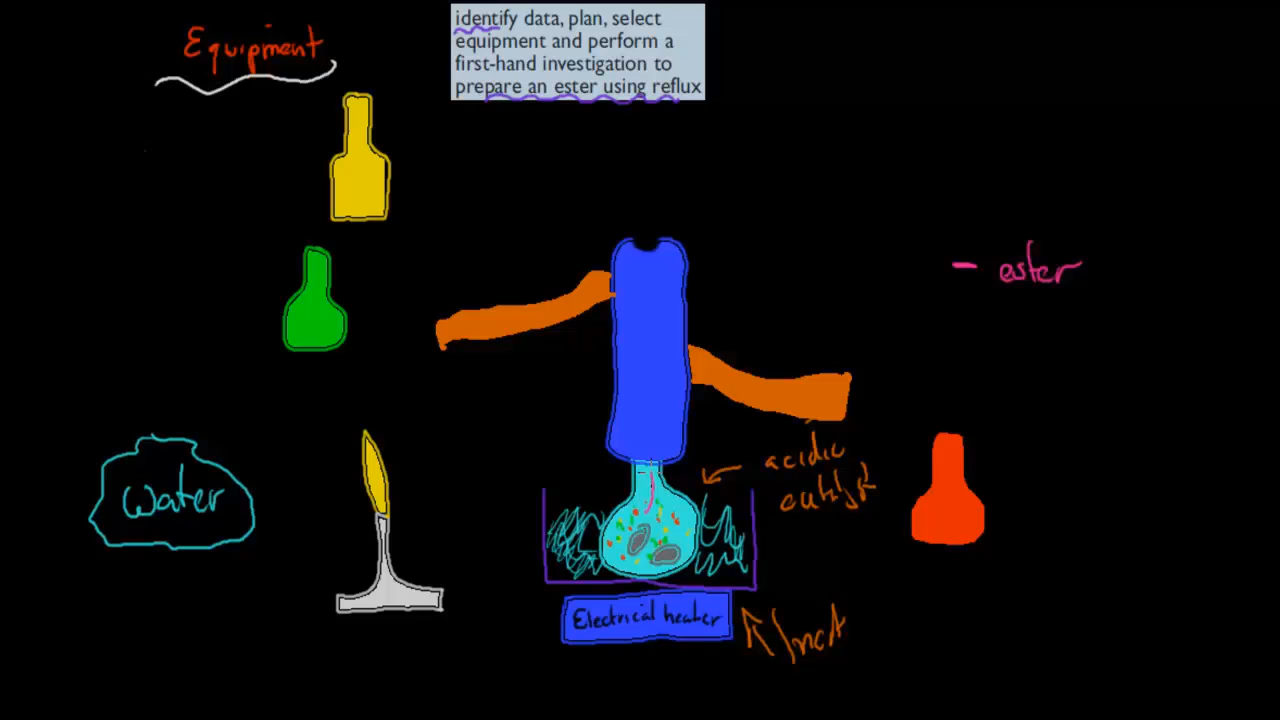 Equipment
identify data, plan, select
equipment and perform a
first-hand investigation to
prepare an ester using reflux
- ester
acidic
Water
Electrical heater